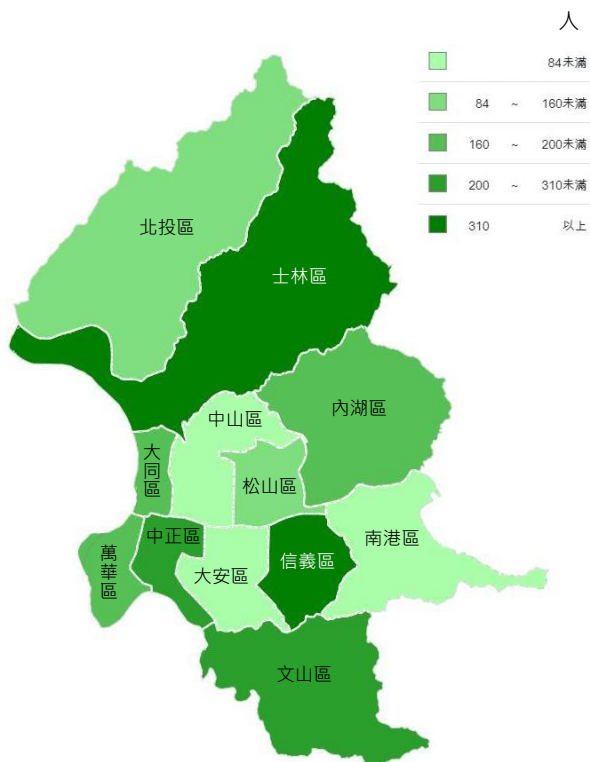 人
84未滿
84 ~ 160未滿
160 ~ 200未滿
200 ~ 310未滿
310 以上
北投區
士林區
內湖區
中山區
大同區
松山區
中正區
南港區
萬華區
大安區
信義區
文山區